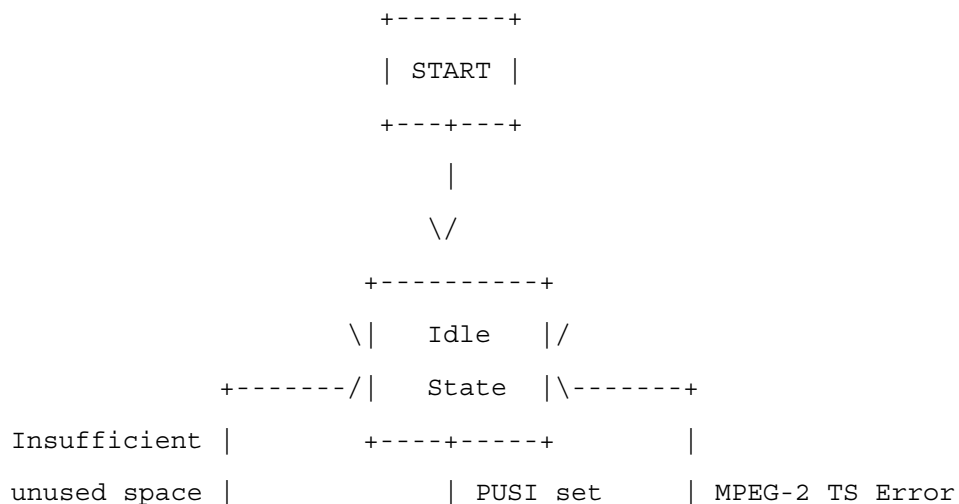 +-------+
| START |
+---+---+
|
\/
+----------+
\|   Idle   |/
+-------/|   State  |\-------+
Insufficient |         +----+-----+         |
unused space |              | PUSI set      | MPEG-2 TS Error